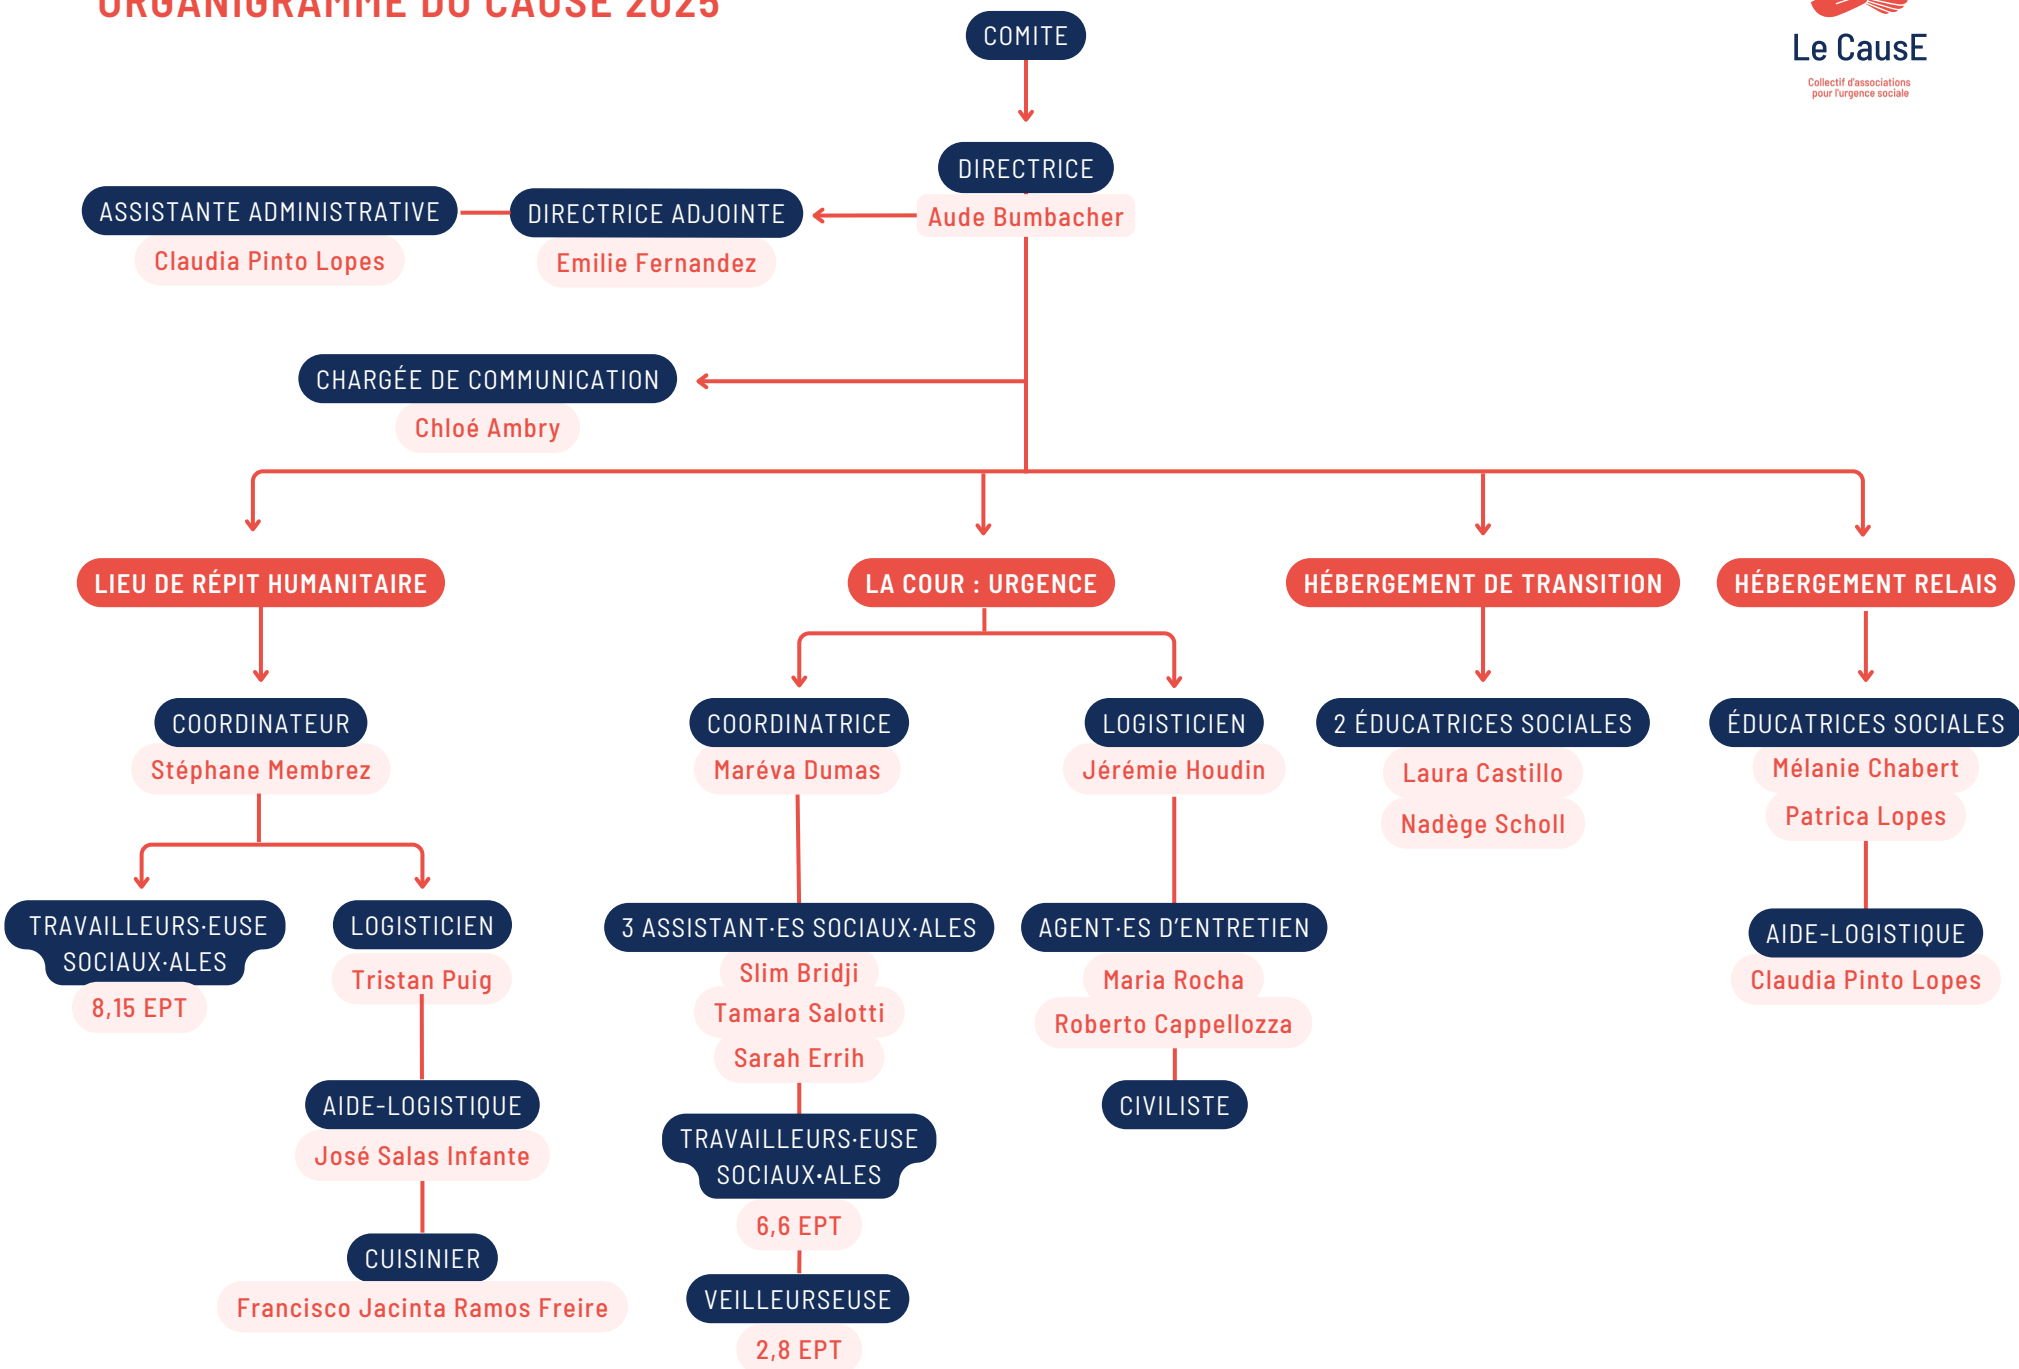 ORGANIGRAMME DU CAUSE 2025
Le CausE
Collectif d'associations
pour l'urgence sociale
COMITE
DIRECTRICE
Aude Bumbacher
DIRECTRICE ADJOINTE
Emilie Fernandez
ASSISTANTE ADMINISTRATIVE
Claudia Pinto Lopes
CHARGÉE DE COMMUNICATION
Chloé Ambry
LIEU DE RÉPIT HUMANITAIRE
COORDINATEUR
Stéphane Membrez
TRAVAILLEURS·EUSE
SOCIAUX·ALES
8,15 EPT
LOGISTICIEN
Tristan Puig
AIDE-LOGISTIQUE
José Salas Infante
CUISINIER
Francisco Jacinta Ramos Freire
LA COUR : URGENCE
COORDINATRICE
Maréva Dumas
3 ASSISTANT·ES SOCIAUX·ALES
Slim Bridji
Tamara Salotti
Sarah Errih
TRAVAILLEURS·EUSE
SOCIAUX·ALES
6,6 EPT
VEILLEURSEUSE
2,8 EPT
LOGISTICIEN
Jérémie Houdin
AGENT·ES D'ENTRETIEN
Maria Rocha
Roberto Cappellozza
CIVILISTE
HÉBERGEMENT DE TRANSITION
2 ÉDUCATRICES SOCIALES
Laura Castillo
Nadège Scholl
HÉBERGEMENT RELAIS
ÉDUCATRICES SOCIALES
Mélanie Chabert
Patrica Lopes
AIDE-LOGISTIQUE
Claudia Pinto Lopes